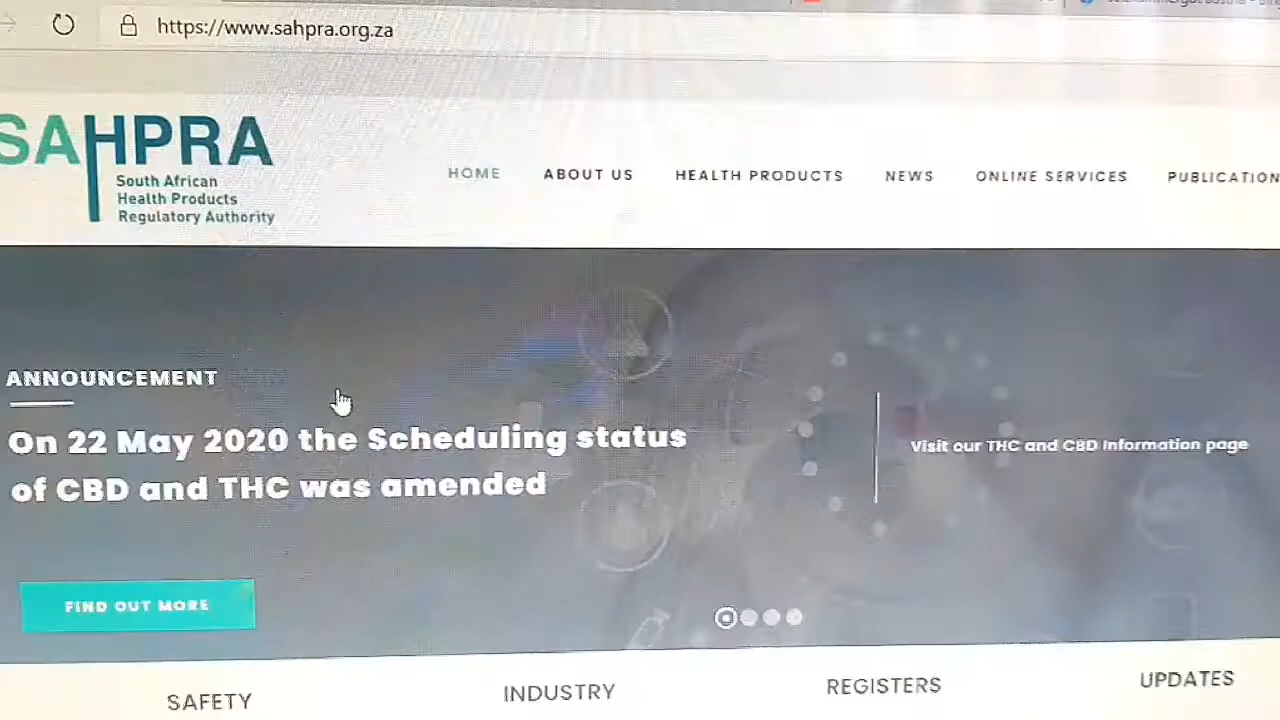 https://www.sahpra.org.za
SAHPRA
South African
Health Products
Regulatory Authority
HOME ABOUT US HEALTH PRODUCTS NEWS ONLINE SERVICES PUBLICATION
ANNOUNCEMENT
On 22 May 2020 the Scheduling status
of CBD and THC was amended
Visit our THC and CBD Information page
FIND OUT MORE
SAFETY INDUSTRY REGISTERS UPDATES